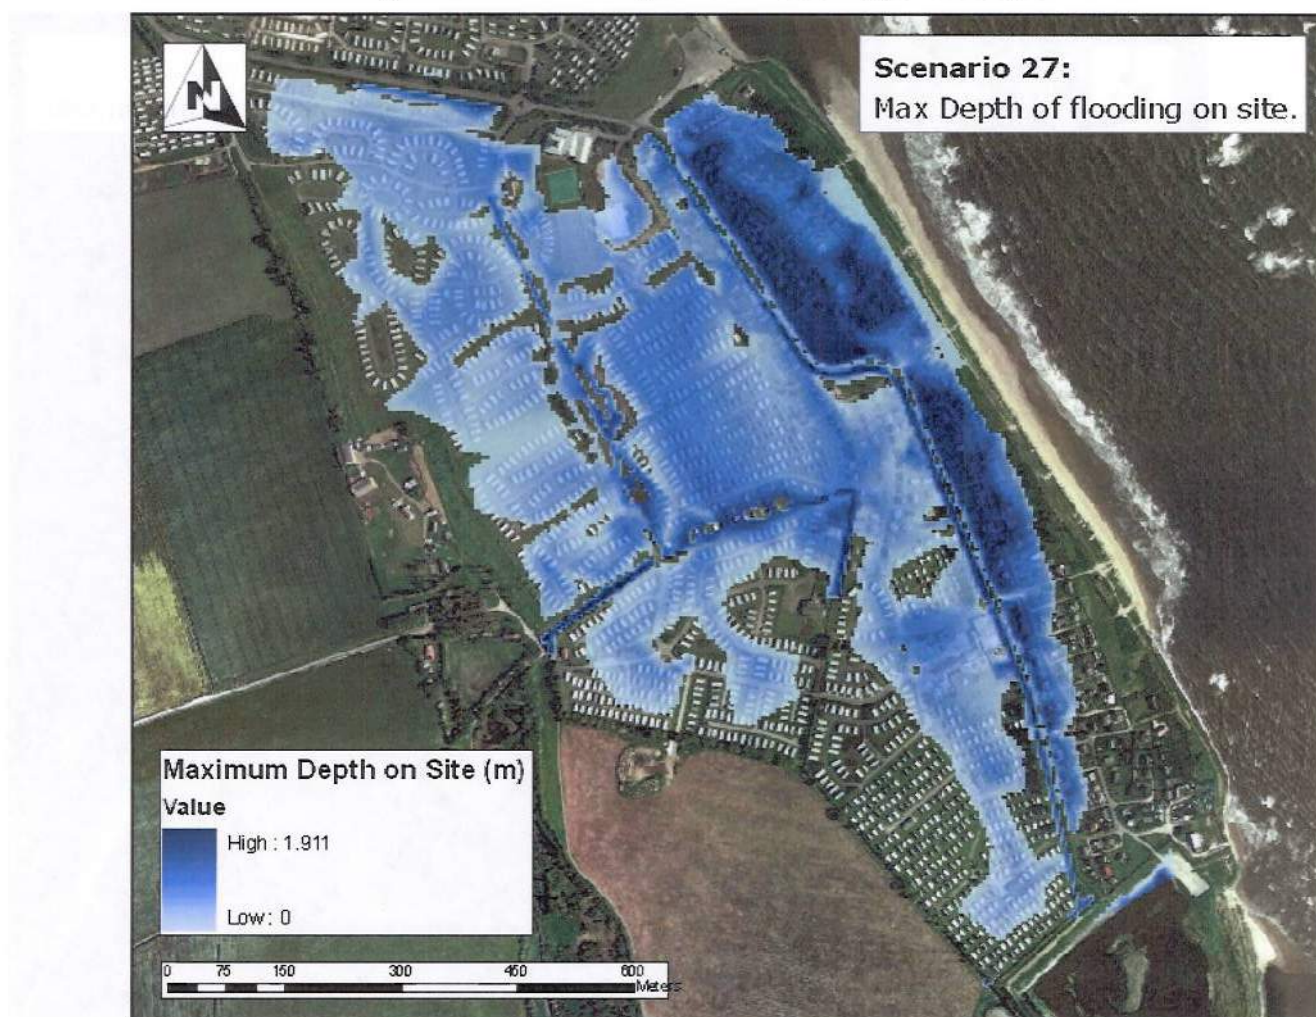 N
Scenario 27:
Max Depth of flooding on site.
Maximum Depth on Site (m)
Value
High : 1.911
Low : 0
0 75 150 300 450 600
Meters